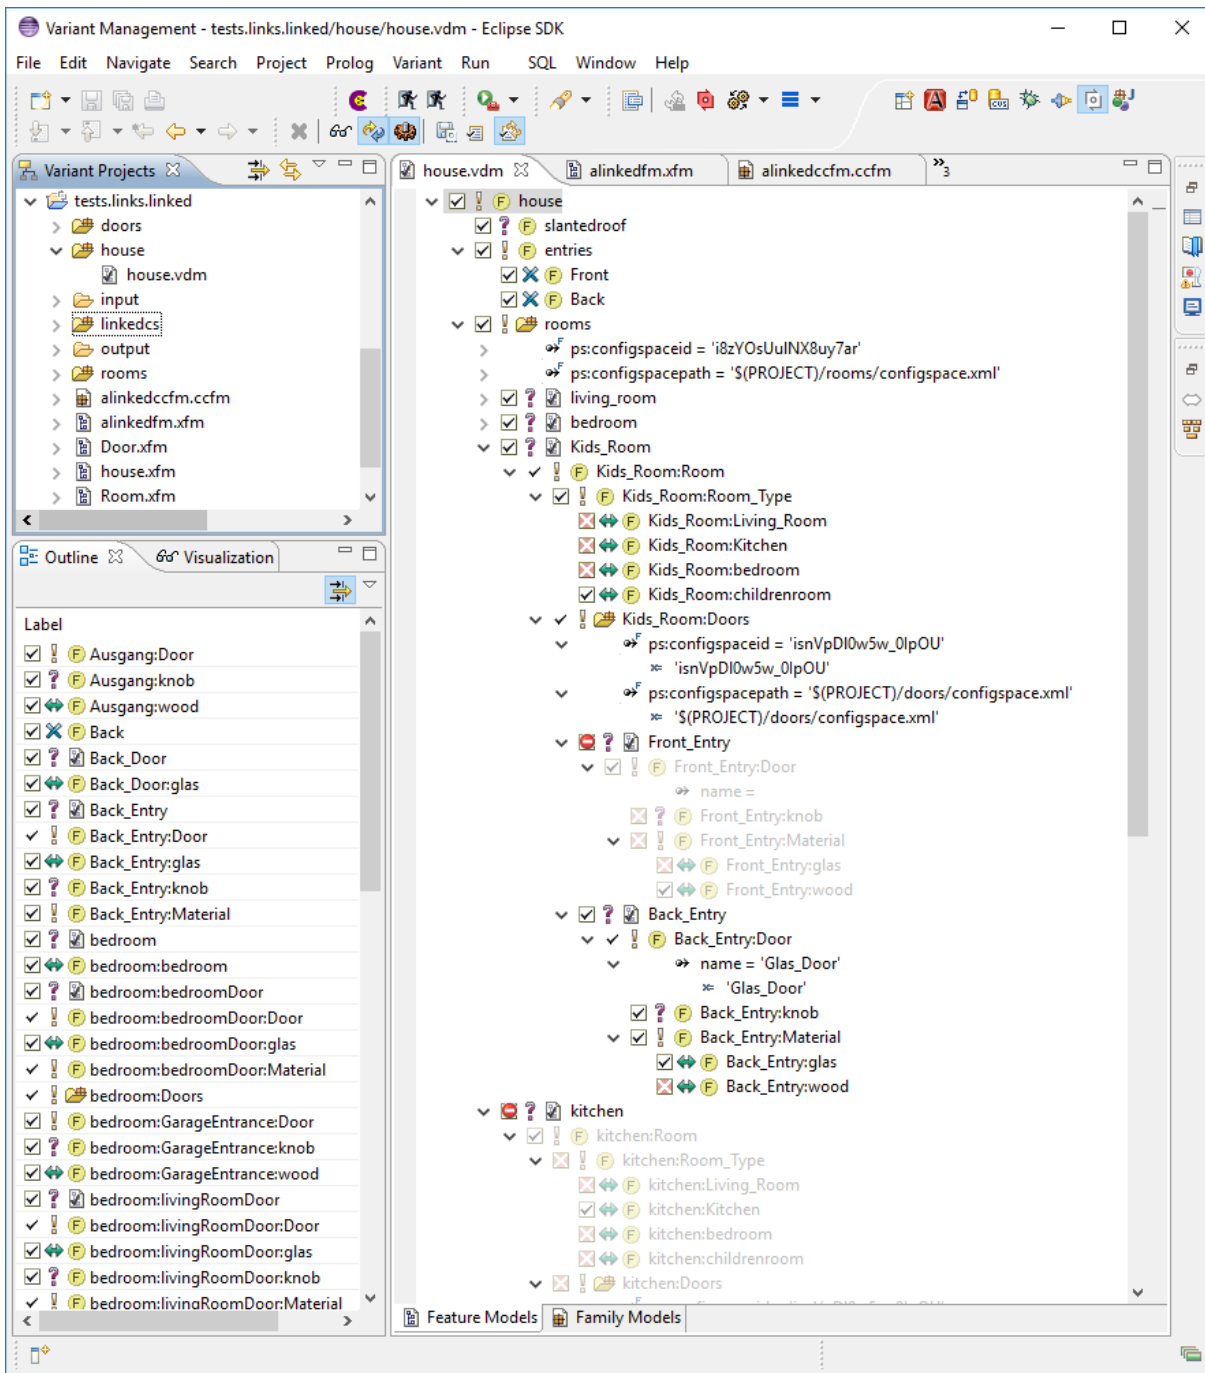 Variant Management - tests.links.linked/house/house.vdm - Eclipse SDK
File Edit Navigate Search Project Prolog Variant Run SQL Window Help
Variant Projects
tests.links.linked
doors
house
house.vdm
input
linkedcs
output
rooms
alinkedccfm.ccfm
alinkedfm.xfm
Door.xfm
house.xfm
Room.xfm
Outline Visualization
Label
Ausgang:Door
Ausgang:knob
Ausgang:wood
Back
Back_Door
Back_Door:glas
Back_Entry
Back_Entry:Door
Back_Entry:glas
Back_Entry:knob
Back_Entry:Material
bedroom
bedroom:bedroom
bedroom:bedroomDoor
bedroom:bedroomDoor:Door
bedroom:bedroomDoor:glas
bedroom:bedroomDoor:Material
bedroom:Doors
bedroom:GarageEntrance:Door
bedroom:GarageEntrance:knob
bedroom:GarageEntrance:wood
bedroom:livingRoomDoor
bedroom:livingRoomDoor:Door
bedroom:livingRoomDoor:glas
bedroom:livingRoomDoor:knob
bedroom:livingRoomDoor:Material
house.vdm alinkedfm.xfm alinkedccfm.ccfm »3
house
slantedroof
entries
Front
Back
rooms
ps:configspaceid = 'i8zYOsUuINX8uy7ar'
ps:configspacepath = '$(PROJECT)/rooms/configspace.xml'
living_room
bedroom
Kids_Room
Kids_Room:Room
Kids_Room:Room_Type
Kids_Room:Living_Room
Kids_Room:Kitchen
Kids_Room:bedroom
Kids_Room:childrenroom
Kids_Room:Doors
ps:configspaceid = 'isnVpDI0w5w_0lpOU'
'isnVpDI0w5w_0lpOU'
ps:configspacepath = '$(PROJECT)/doors/configspace.xml'
'$(PROJECT)/doors/configspace.xml'
Front_Entry
Front_Entry:Door
name =
Front_Entry:knob
Front_Entry:Material
Front_Entry:glas
Front_Entry:wood
Back_Entry
Back_Entry:Door
name = 'Glas_Door'
'Glas_Door'
Back_Entry:knob
Back_Entry:Material
Back_Entry:glas
Back_Entry:wood
kitchen
kitchen:Room
kitchen:Room_Type
kitchen:Living_Room
kitchen:Kitchen
kitchen:bedroom
kitchen:childrenroom
kitchen:Doors
Feature Models Family Models